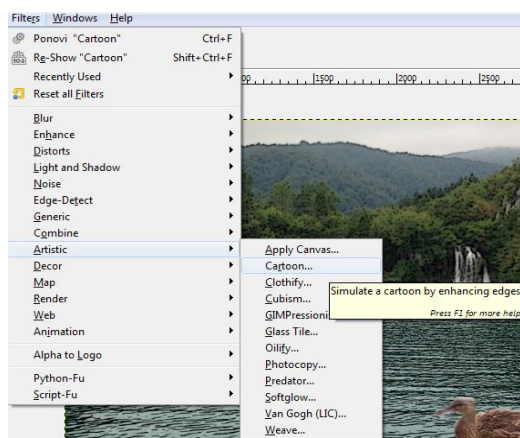 Filters Windows Help
Ponovi "Cartoon" Ctrl+F
Re-Show "Cartoon" Shift+Ctrl+F
Recently Used
Reset all Filters
1500 2000 2500
Blur
Enhance
Distorts
Light and Shadow
Noise
Edge-Detect
Generic
Combine
Artistic
Decor
Map
Render
Web
Animation
Alpha to Logo
Python-Fu
Script-Fu
Apply Canvas...
Cartoon...
Clothify...
Cubism...
GIMPressioni
Glass Tile...
Oilify...
Photocopy...
Predator...
Softglow...
Van Gogh (LIC)...
Weave...
Simulate a cartoon by enhancing edges
Press F1 for more help